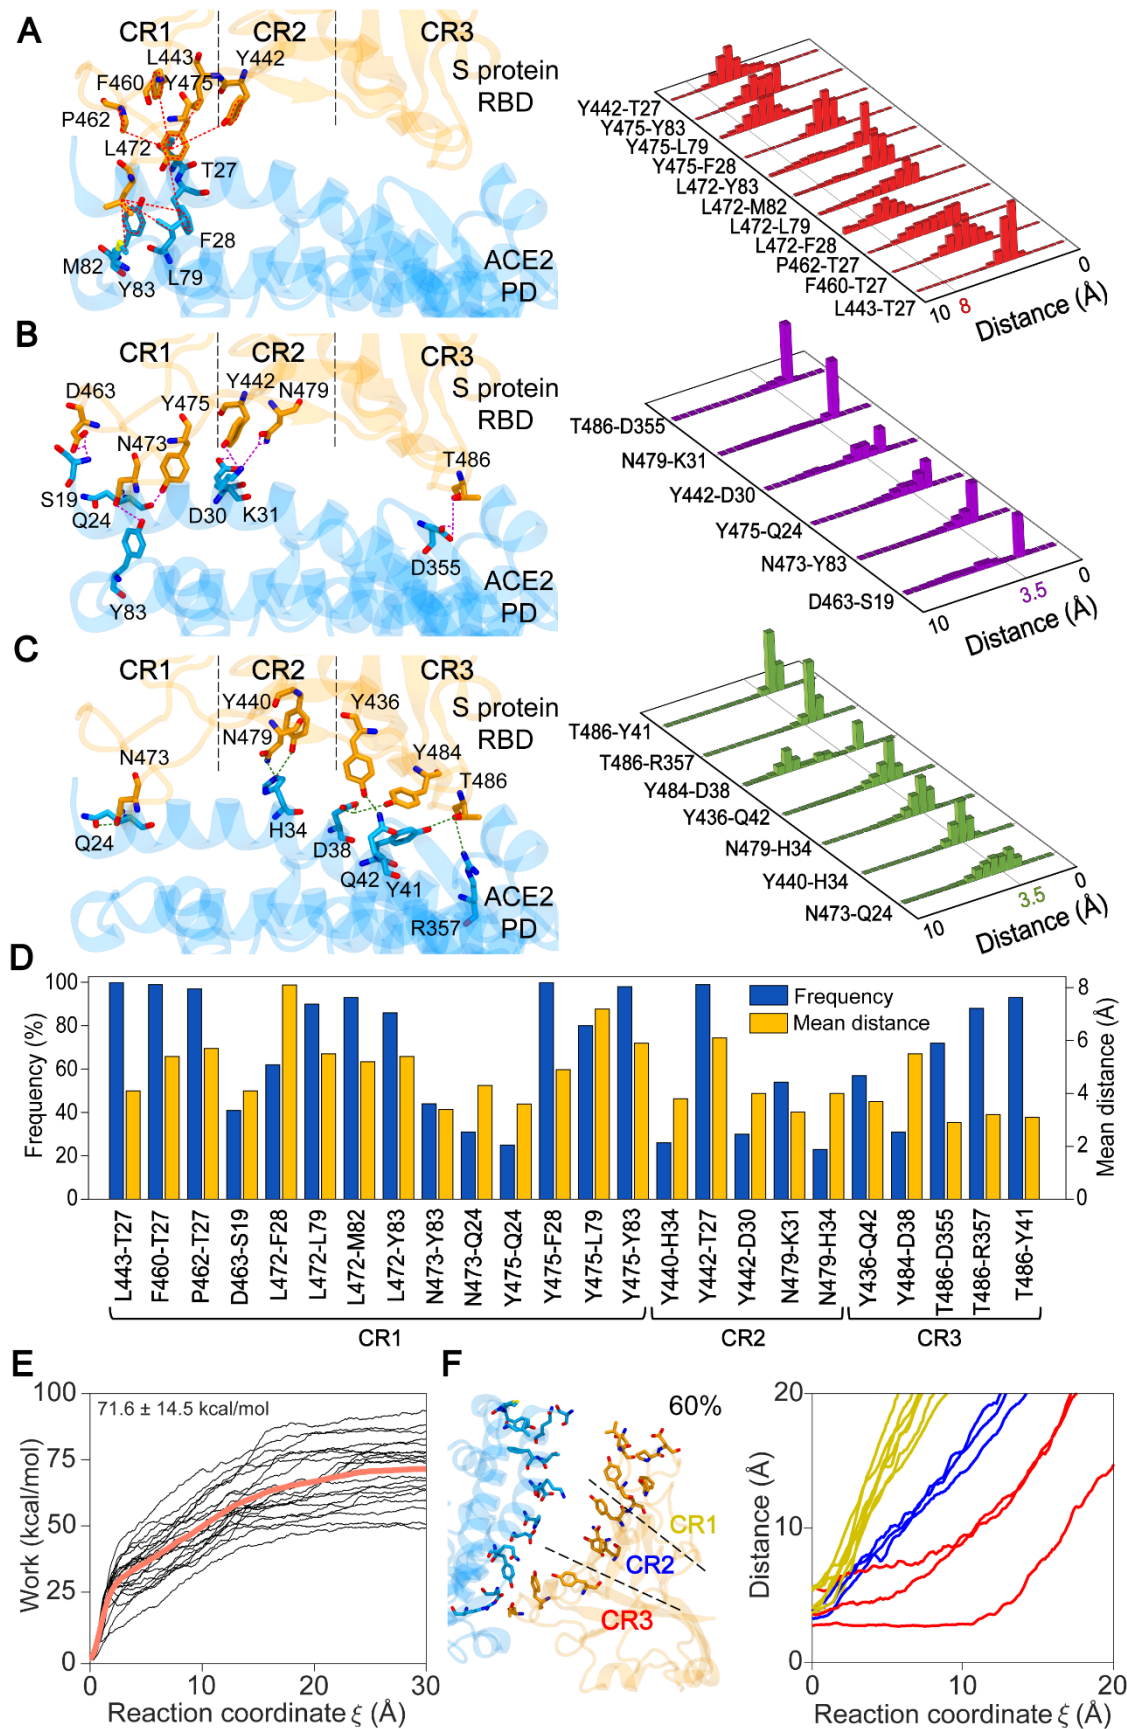 A
CR1
CR2
CR3
L443
Y442
F460
Y475
S protein
RBD
P462
L472
T27
F28
M82
L79
Y83
ACE2
PD
Y442-T27
Y475-Y83
Y475-L79
Y475-F28
L472-Y83
L472-M82
L472-L79
L472-F28
P462-T27
F460-T27
L443-T27
10
8
0
Distance (Å)
B
CR1
CR2
CR3
D463
Y475
Y442
N479
S protein
RBD
N473
T486
S19
Q24
D30
K31
D355
Y83
ACE2
PD
T486-D355
N479-K31
Y442-D30
Y475-Q24
N473-Y83
D463-S19
10
3.5
0
Distance (Å)
C
CR1
CR2
CR3
Y440
Y436
S protein
RBD
N479
N473
Y484
T486
Q24
H34
D38
Q42
Y41
R357
ACE2
PD
T486-Y41
T486-R357
Y484-D38
Y436-Q42
N479-H34
Y440-H34
N473-Q24
10
3.5
0
Distance (Å)
D
Frequency (%)
100
80
60
40
20
0
Frequency
Mean distance
8
6
4
2
0
Mean distance (Å)
L443-T27
F460-T27
P462-T27
D463-S19
L472-F28
L472-L79
L472-M82
L472-Y83
N473-Y83
N473-Q24
Y475-Q24
Y475-F28
Y475-L79
Y475-Y83
Y440-H34
Y442-T27
Y442-D30
N479-K31
N479-H34
Y436-Q42
Y484-D38
T486-D355
T486-R357
T486-Y41
CR1
CR2
CR3
E
71.6 ± 14.5 kcal/mol
Work (kcal/mol)
100
75
50
25
0
0
10
20
30
Reaction coordinate ξ (Å)
F
60%
CR1
CR2
CR3
Distance (Å)
20
10
0
0
10
20
Reaction coordinate ξ (Å)